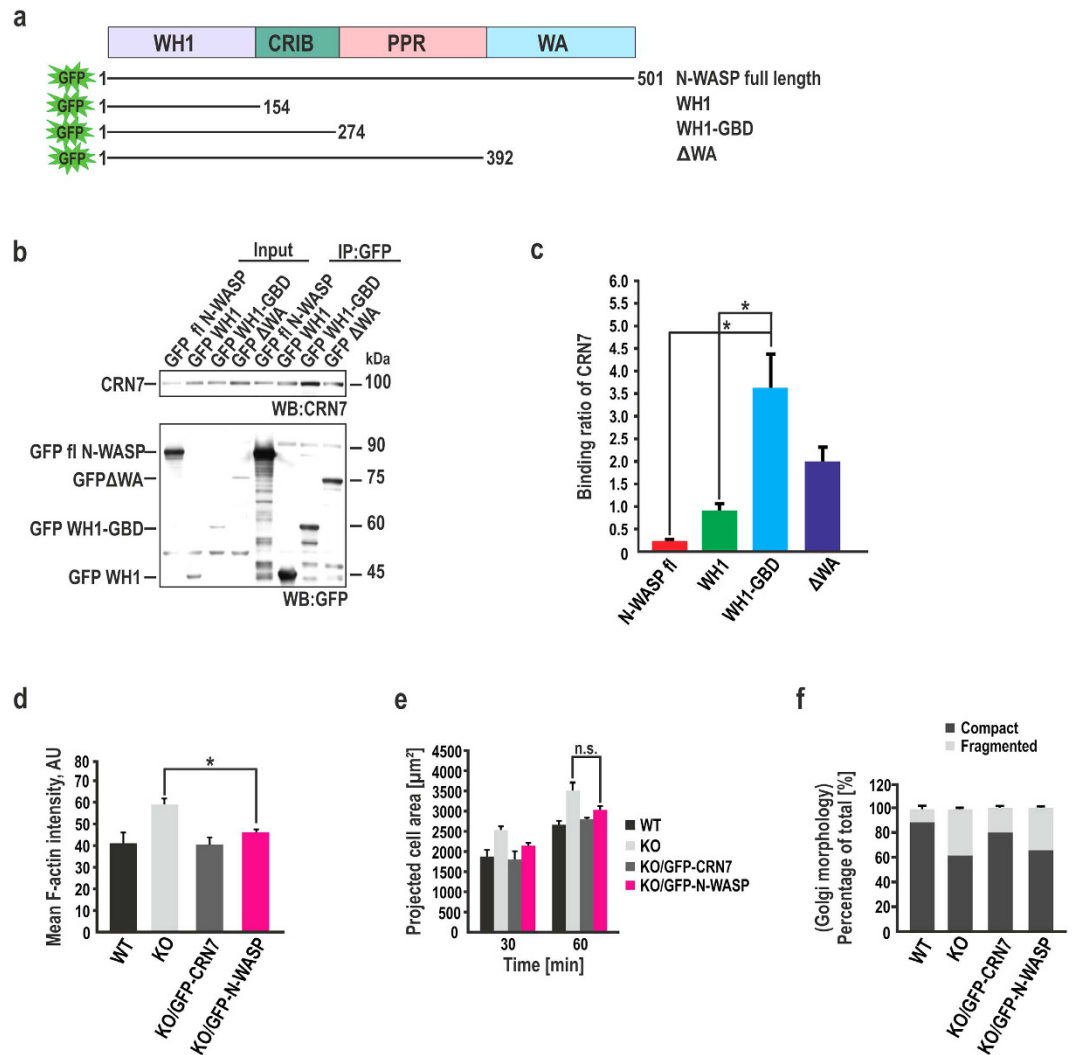 a
WH1 CRIB PPR WA
GFP 1 501 N-WASP full length
GFP 1 154 WH1
GFP 1 274 WH1-GBD
GFP 1 392 ΔWA
b
Input IP:GFP
GFP fl N-WASP GFP WH1 GFP WH1-GBD GFP ΔWA GFP fl N-WASP GFP WH1 GFP WH1-GBD GFP ΔWA
kDa
CRN7 100
WB:CRN7
GFP fl N-WASP 90
GFPΔWA 75
GFP WH1-GBD 60
GFP WH1 45
WB:GFP
c
Binding ratio of CRN7
6.0
5.5
5.0
4.5
4.0
3.5
3.0
2.5
2.0
1.5
1.0
0.5
0
*
*
N-WASP fl WH1 WH1-GBD ΔWA
d
Mean F-actin intensity, AU
80
70
60
50
40
30
20
10
0
*
WT KO KO/GFP-CRN7 KO/GFP-N-WASP
e
Projected cell area [µm²]
4500
4000
3500
3000
2500
2000
1500
1000
500
0
n.s.
30 60
Time [min]
WT
KO
KO/GFP-CRN7
KO/GFP-N-WASP
f
Compact
Fragmented
(Golgi morphology)
Percentage of total [%]
120
100
80
60
40
20
0
WT KO KO/GFP-CRN7 KO/GFP-N-WASP